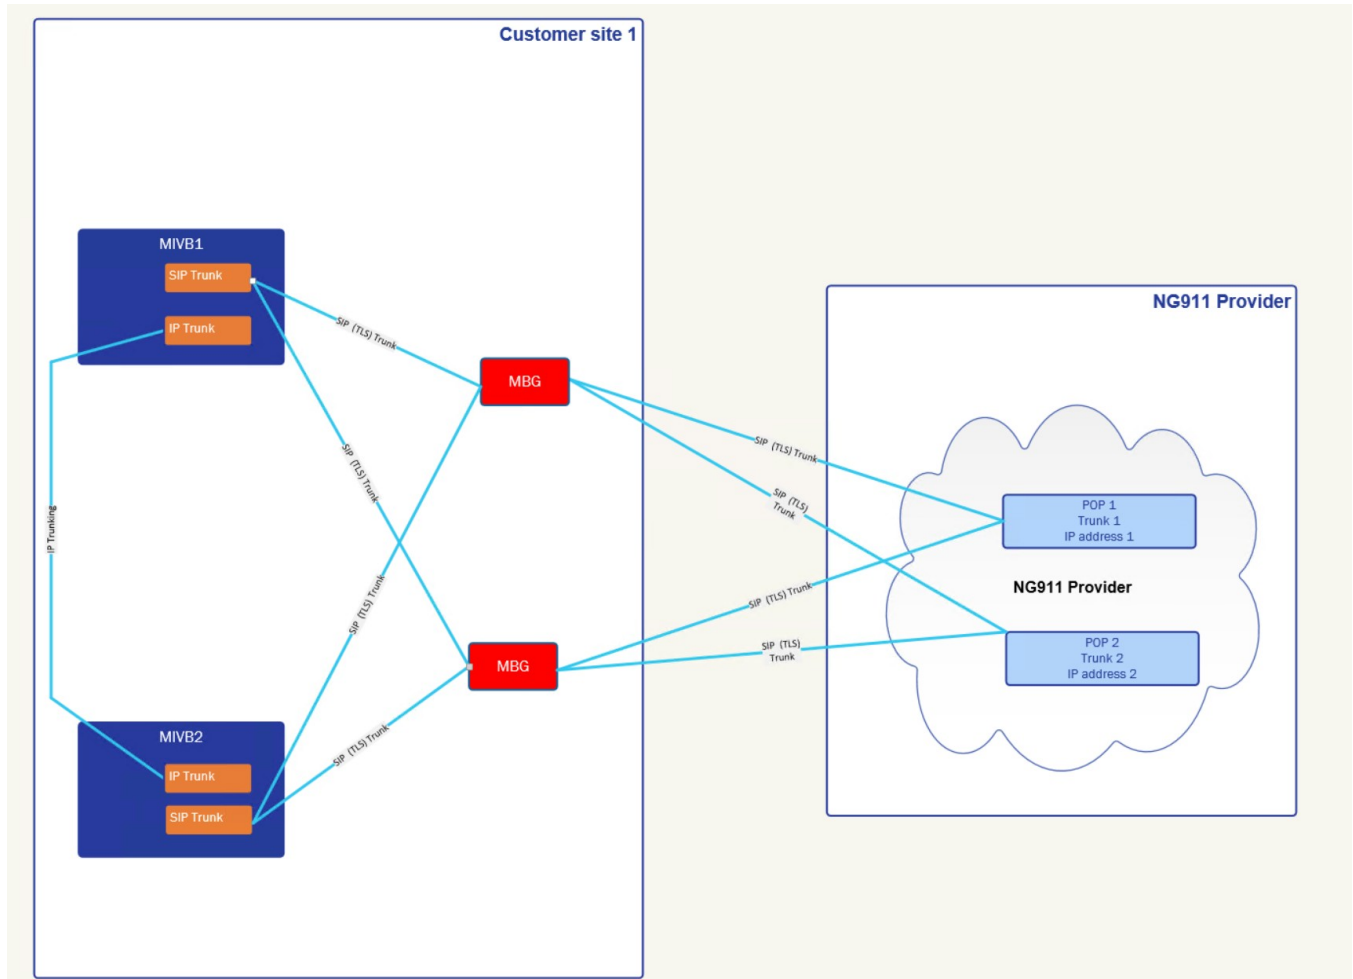 Customer site 1
MIVB1
SIP Trunk
IP Trunk
SIP (TLS) Trunk
MBG
SIP (TLS) Trunk
IP Trunking
SIP (TLS) Trunk
MBG
SIP (TLS) Trunk
MIVB2
IP Trunk
SIP Trunk
NG911 Provider
SIP (TLS) Trunk
SIP (TLS)
Trunk
SIP (TLS) Trunk
SIP (TLS)
Trunk
POP 1
Trunk 1
IP address 1
NG911 Provider
POP 2
Trunk 2
IP address 2